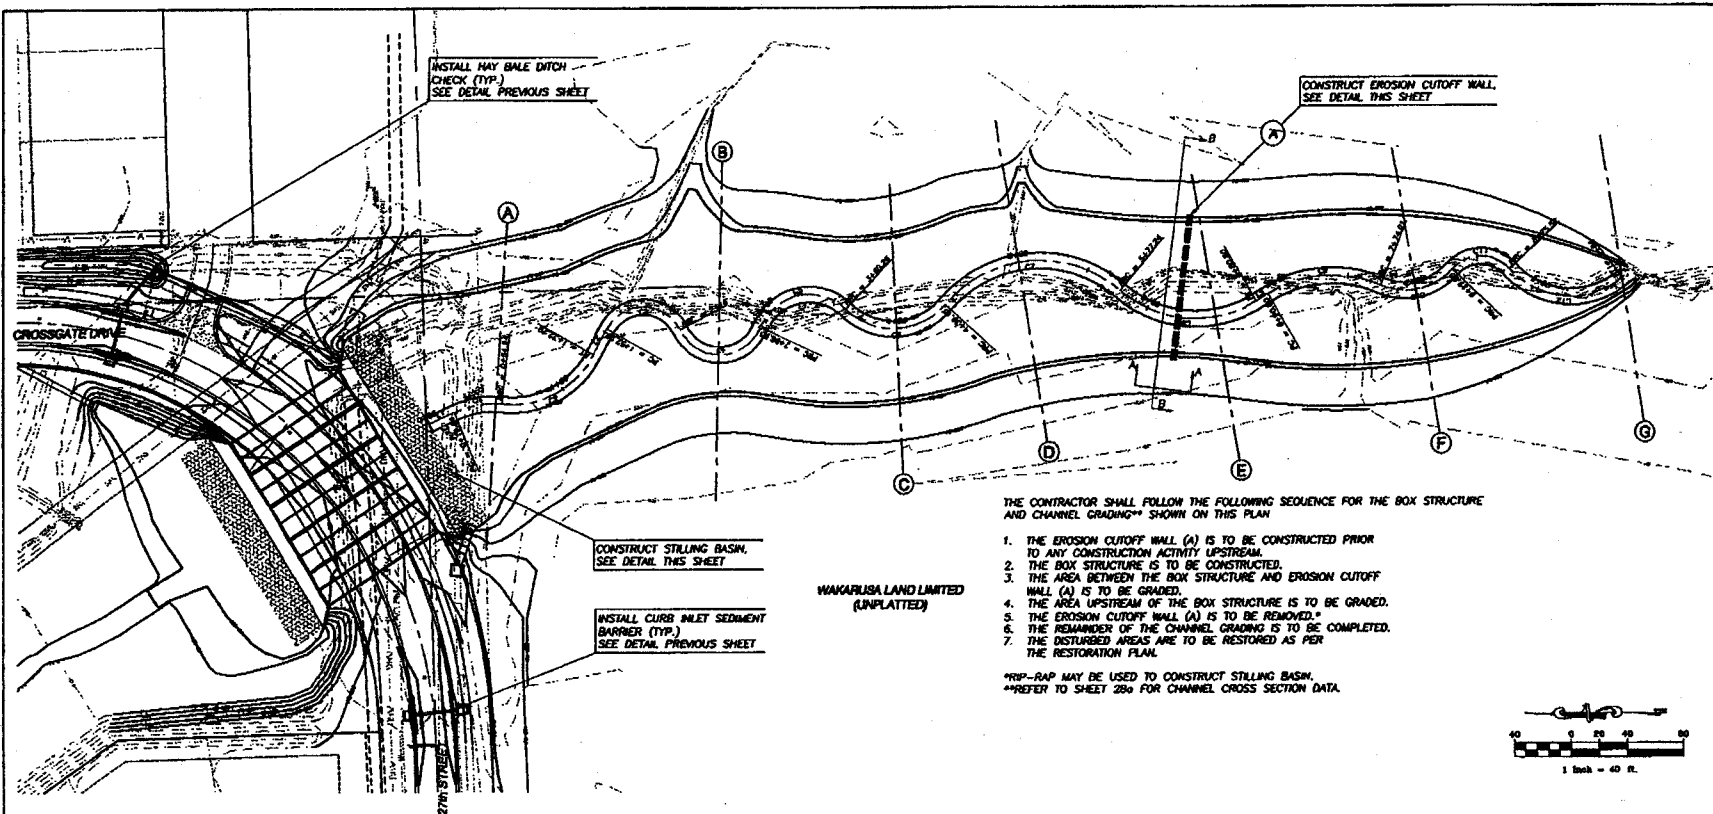 INSTALL HAY BALE DITCH
CHECK (TYP.)
SEE DETAIL PREVIOUS SHEET
CONSTRUCT EROSION CUTOFF WALL,
SEE DETAIL THIS SHEET
A
B
B
A
CROSSGATE DRIVE
A
A
B
C
D
E
F
G
THE CONTRACTOR SHALL FOLLOW THE FOLLOWING SEQUENCE FOR THE BOX STRUCTURE
AND CHANNEL GRADING** SHOWN ON THIS PLAN
1. THE EROSION CUTOFF WALL (A) IS TO BE CONSTRUCTED PRIOR
TO ANY CONSTRUCTION ACTIVITY UPSTREAM.
2. THE BOX STRUCTURE IS TO BE CONSTRUCTED.
3. THE AREA BETWEEN THE BOX STRUCTURE AND EROSION CUTOFF
WALL (A) IS TO BE GRADED.
4. THE AREA UPSTREAM OF THE BOX STRUCTURE IS TO BE GRADED.
5. THE EROSION CUTOFF WALL (A) IS TO BE REMOVED.*
6. THE REMAINDER OF THE CHANNEL GRADING IS TO BE COMPLETED.
7. THE DISTURBED AREAS ARE TO BE RESTORED AS PER
THE RESTORATION PLAN.
*RIP-RAP MAY BE USED TO CONSTRUCT STILLING BASIN.
**REFER TO SHEET 28a FOR CHANNEL CROSS SECTION DATA.
CONSTRUCT STILLING BASIN,
SEE DETAIL THIS SHEET
WAKARUSA LAND LIMITED
(UNPLATTED)
INSTALL CURB INLET SEDIMENT
BARRIER (TYP.)
SEE DETAIL PREVIOUS SHEET
27th STREET
40 0 20 40 80
1 inch = 40 ft.